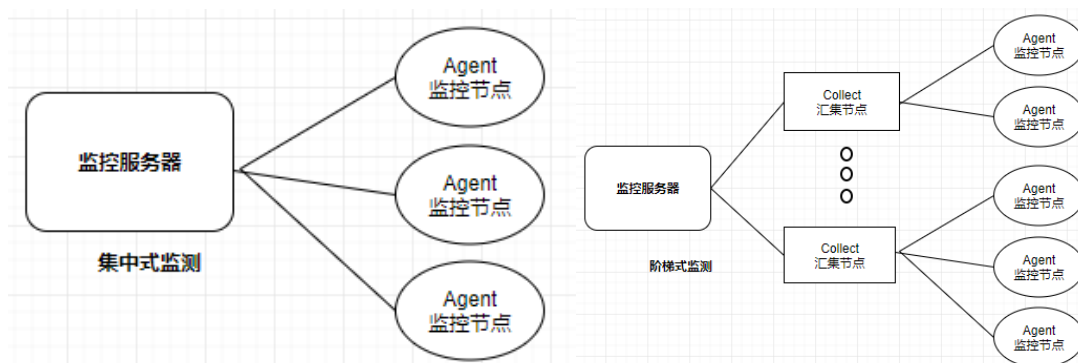 监控服务器
Agent
监控节点
Agent
监控节点
Agent
监控节点
集中式监测
监控服务器
Collect
汇集节点
Collect
汇集节点
Agent
监控节点
Agent
监控节点
Agent
监控节点
Agent
监控节点
Agent
监控节点
阶梯式监测